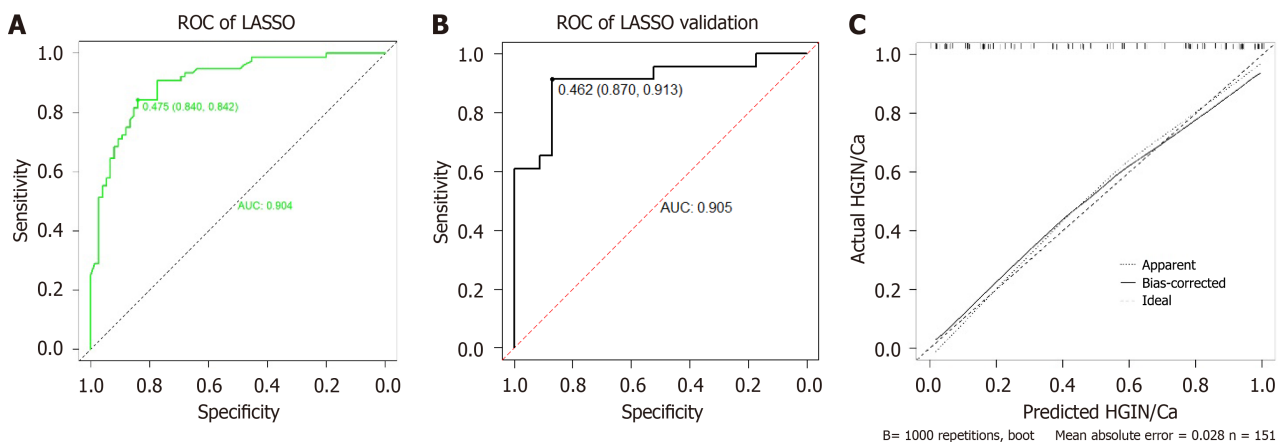 A
ROC of LASSO
1.0
0.8
0.6
0.4
0.2
0.0
Sensitivity
0.475 (0.840, 0.842)
AUC: 0.904
1.0 0.8 0.6 0.4 0.2 0.0
Specificity
B
ROC of LASSO validation
1.0
0.8
0.6
0.4
0.2
0.0
Sensitivity
0.462 (0.870, 0.913)
AUC: 0.905
1.0 0.8 0.6 0.4 0.2 0.0
Specificity
C
1.0
0.8
0.6
0.4
0.2
0.0
Actual HGIN/Ca
Apparent
Bias-corrected
Ideal
0.0 0.2 0.4 0.6 0.8 1.0
Predicted HGIN/Ca
B= 1000 repetitions, boot Mean absolute error = 0.028 n = 151